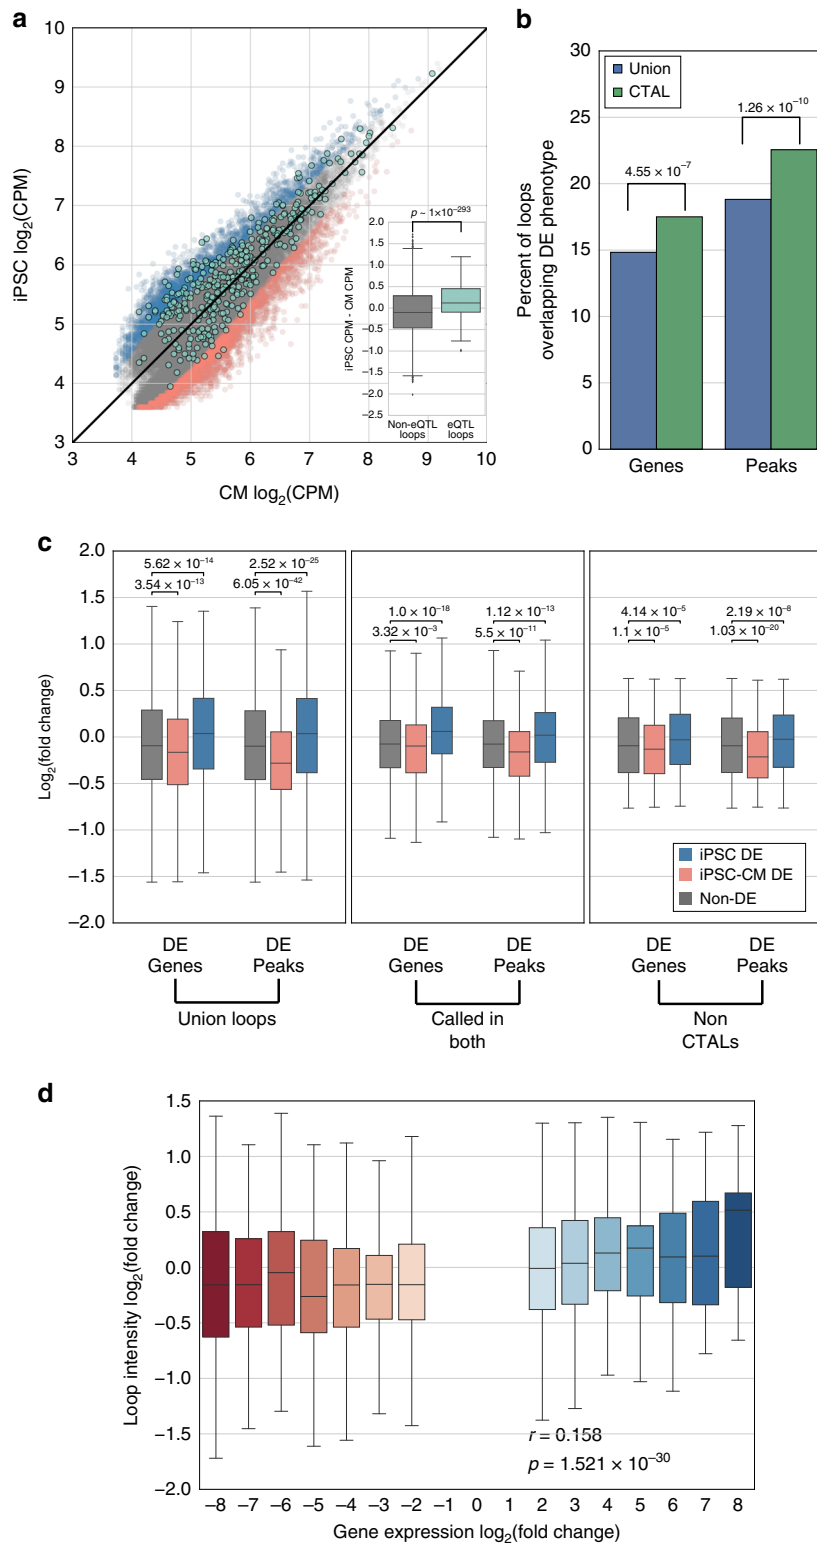 a
10
9
8
7
6
5
4
3
iPSC log2(CPM)
3
4
5
6
7
8
9
10
CM log2(CPM)
p ~ 1×10−293
2.0
1.5
1.0
0.5
0.0
−0.5
−1.0
−1.5
−2.0
−2.5
iPSC CPM - CM CPM
Non-eQTL loops
eQTL loops
b
30
25
20
15
10
5
0
Percent of loops
overlapping DE phenotype
Union
CTAL
4.55 × 10−7
1.26 × 10−10
Genes
Peaks
c
2.0
1.5
1.0
0.5
0.0
−0.5
−1.0
−1.5
−2.0
Log2(fold change)
5.62 × 10−14
3.54 × 10−13
2.52 × 10−25
6.05 × 10−42
1.0 × 10−18
3.32 × 10−3
1.12 × 10−13
5.5 × 10−11
4.14 × 10−5
1.1 × 10−5
2.19 × 10−8
1.03 × 10−20
iPSC DE
iPSC-CM DE
Non-DE
DE Genes
DE Peaks
DE Genes
DE Peaks
DE Genes
DE Peaks
Union loops
Called in both
Non CTALs
d
1.5
1.0
0.5
0.0
−0.5
−1.0
−1.5
−2.0
Loop intensity log2(fold change)
r = 0.158
p = 1.521 × 10−30
−8 −7 −6 −5 −4 −3 −2 −1 0 1 2 3 4 5 6 7 8
Gene expression log2(fold change)